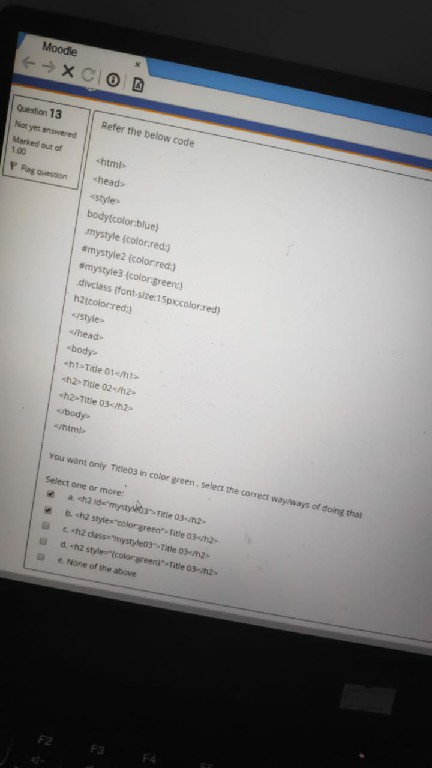 Moodle
Question 13
Not yet answered
Marked out of
1.00
Flag question
Refer the below code
<html>
<head>
<style>
body{color:blue}
.mystyle {color:red;}
#mystyle2 {color:red;}
#mystyle3 {color:green;}
.divclass {font-size:15px;color:red}
h2{color:red;}
</style>
</head>
<body>
<h1>Title 01</h1>
<h2>Title 02</h2>
<h2>Title 03</h2>
</body>
</html>
You want only Title03 in color green , select the correct way/ways of doing that
Select one or more:
a. <h2 id="mystyle03">Title 03</h2>
b. <h2 style="color:green">Title 03</h2>
c. <h2 class="mystyle03">Title 03</h2>
d. <h2 style="{color:green}">Title 03</h2>
e. None of the above
F2
F3
F4